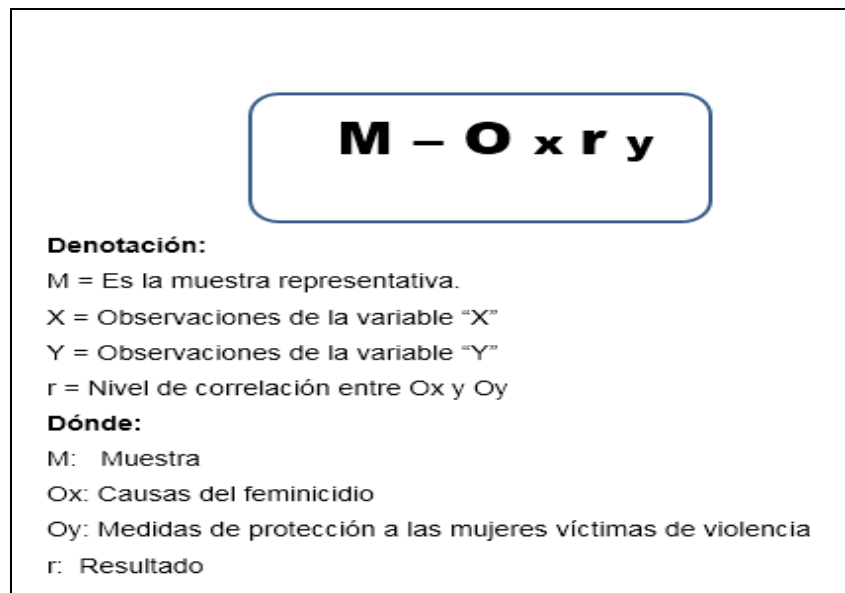 M – O x r y
Denotación:
M = Es la muestra representativa.
X = Observaciones de la variable “X”
Y = Observaciones de la variable “Y”
r = Nivel de correlación entre Ox y Oy
Dónde:
M: Muestra
Ox: Causas del feminicidio
Oy: Medidas de protección a las mujeres víctimas de violencia
r: Resultado